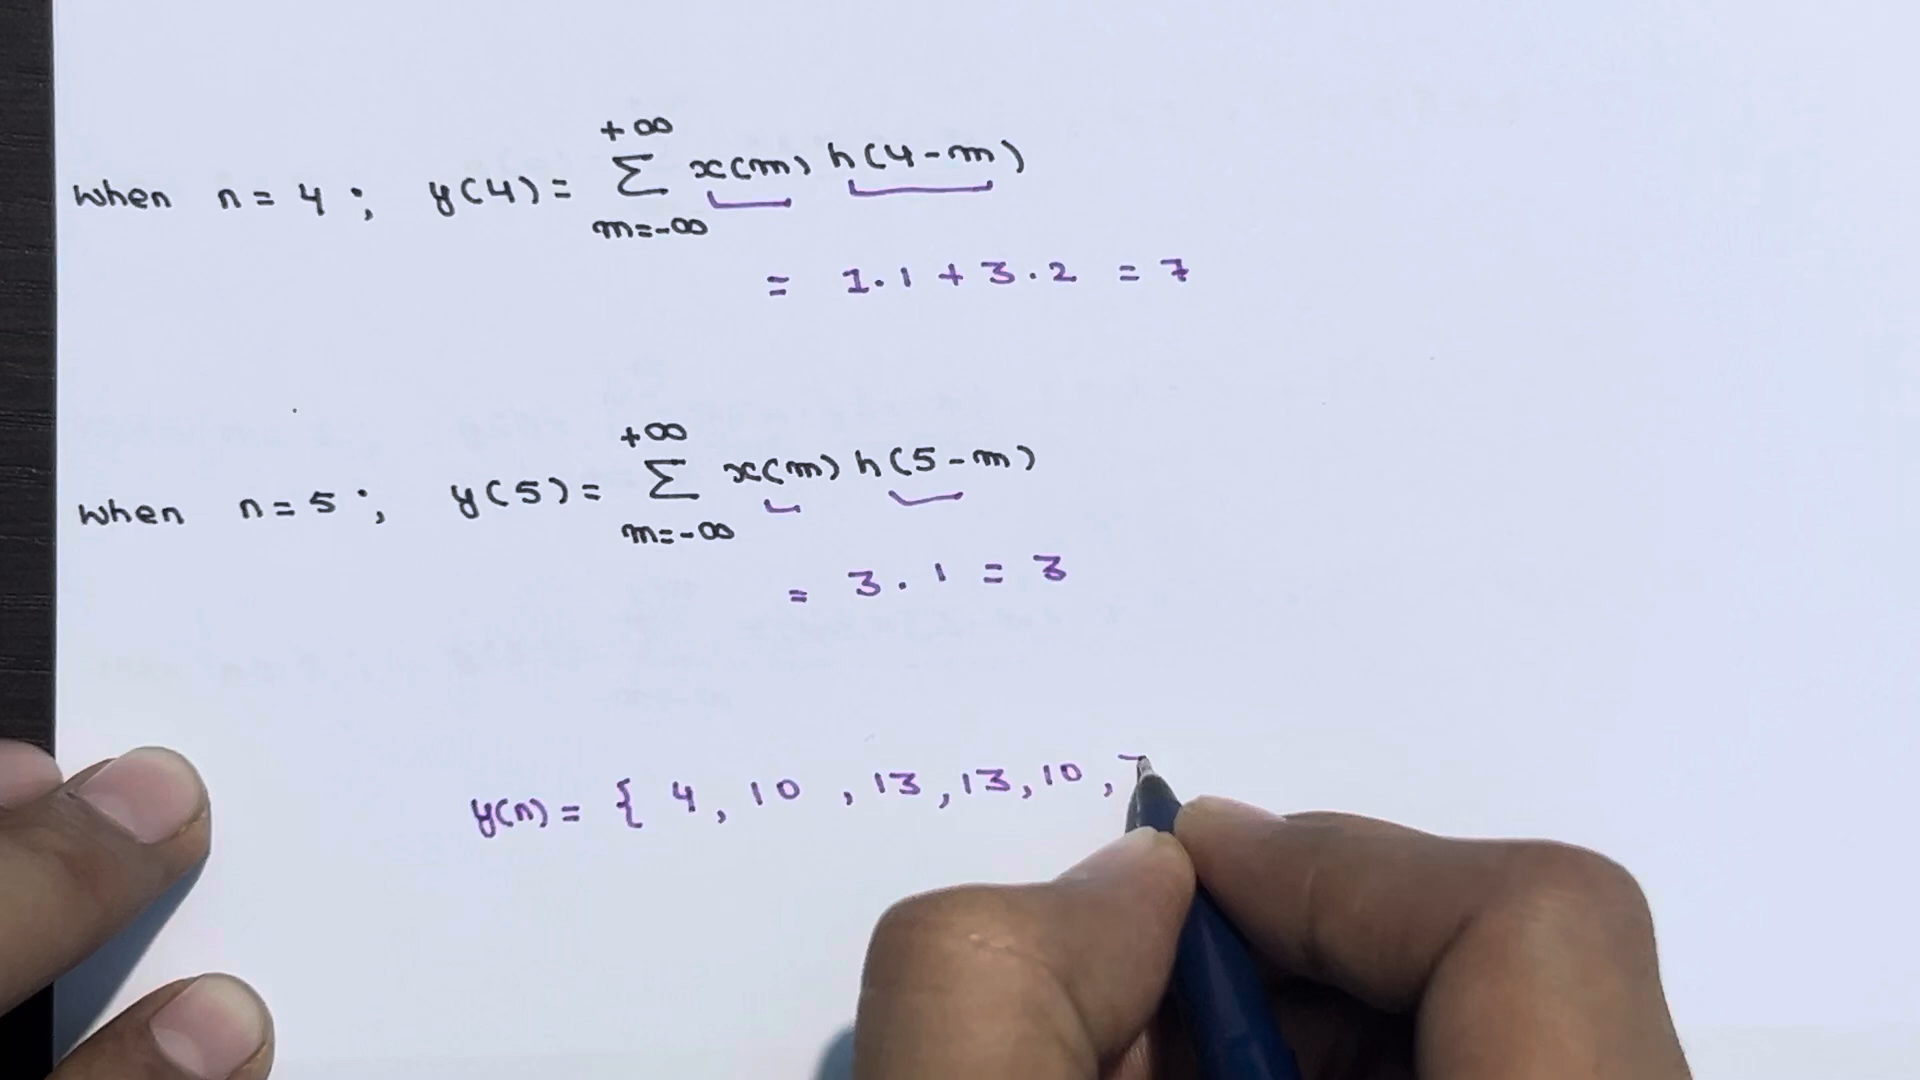 +∞
when n = 4 ; y(4) = Σ x(m) h(4-m)
m=-∞
= 1.1 + 3.2 = 7
+∞
when n = 5 ; y(5) = Σ x(m) h(5-m)
m=-∞
= 3.1 = 3
y(n) = { 4, 10 , 13, 13, 10 ,